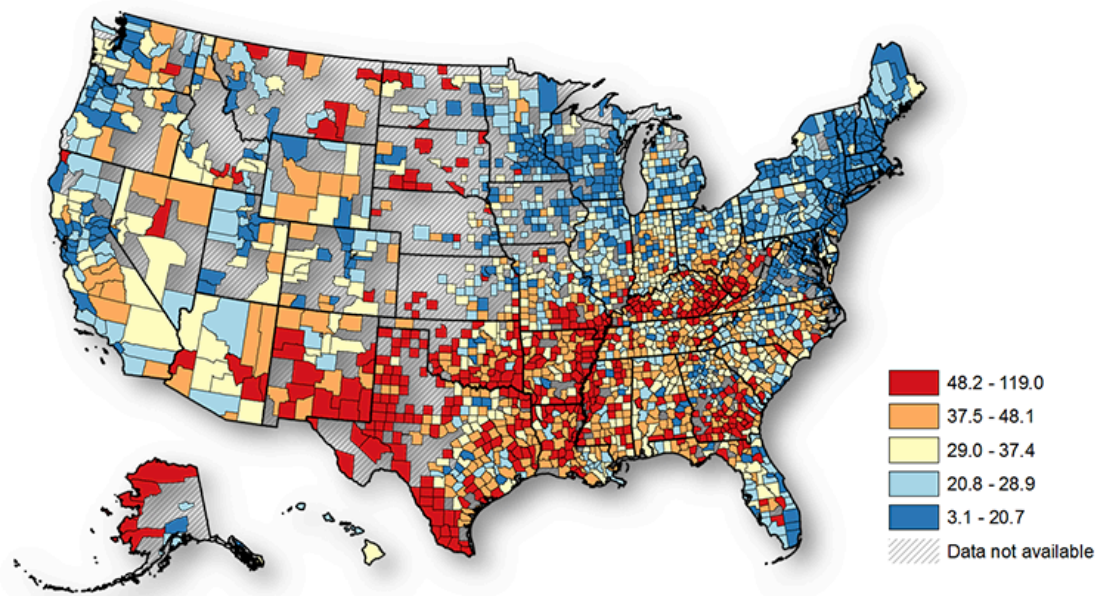 48.2 - 119.0
37.5 - 48.1
29.0 - 37.4
20.8 - 28.9
3.1 - 20.7
Data not available